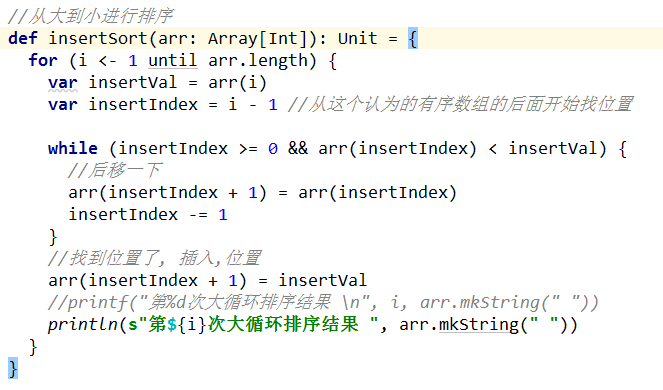 //从大到小进行排序
def insertSort(arr: Array[Int]): Unit = {
  for (i <- 1 until arr.length) {
    var insertVal = arr(i)
    var insertIndex = i - 1 //从这个认为的有序数组的后面开始找位置

    while (insertIndex >= 0 && arr(insertIndex) < insertVal) {
      //后移一下
      arr(insertIndex + 1) = arr(insertIndex)
      insertIndex -= 1
    }
    //找到位置了, 插入,位置
    arr(insertIndex + 1) = insertVal
    //printf("第%d次大循环排序结果 \n", i, arr.mkString(" "))
    println(s"第${i}次大循环排序结果 ", arr.mkString(" "))
  }
}